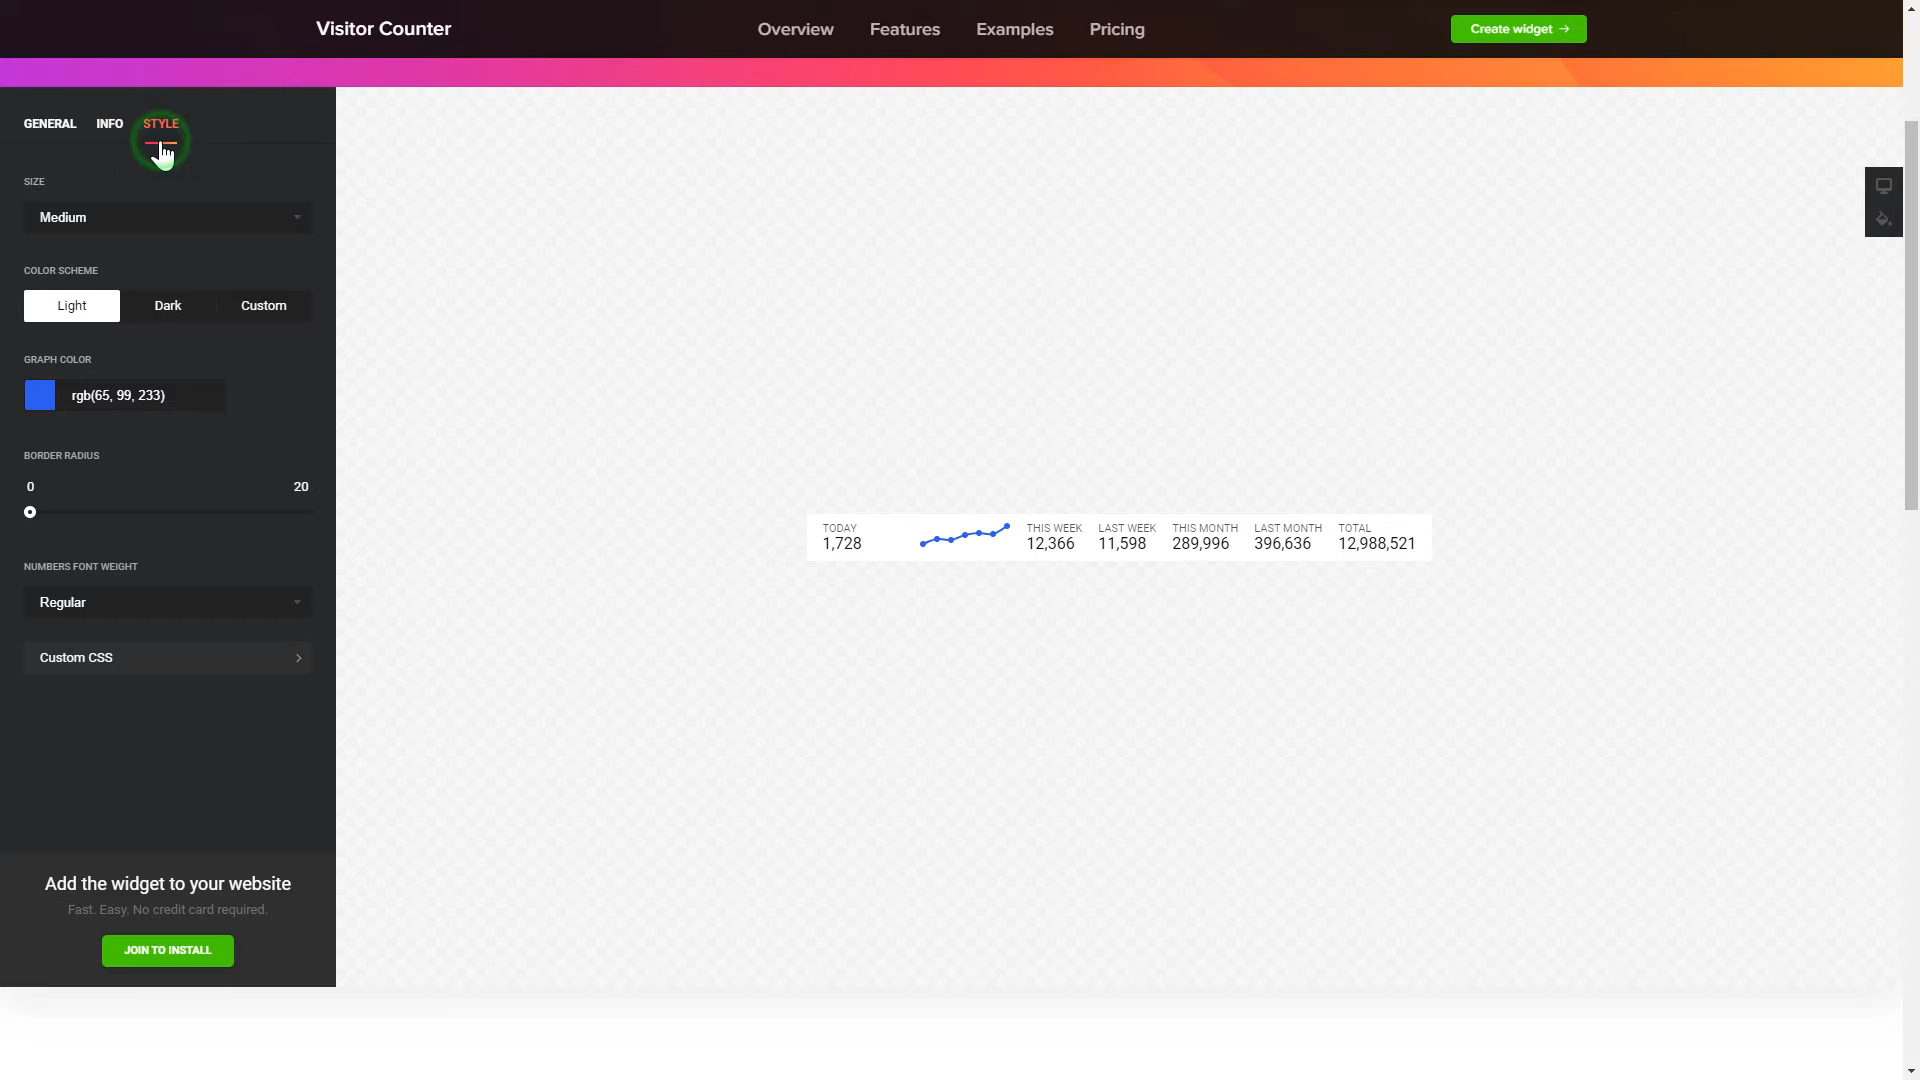 Visitor Counter
Overview Features Examples Pricing
Create widget →
GENERAL INFO STYLE
SIZE
Medium
COLOR SCHEME
Light Dark Custom
GRAPH COLOR
rgb(65, 99, 233)
BORDER RADIUS
0 20
NUMBERS FONT WEIGHT
Regular
Custom CSS
Add the widget to your website
Fast. Easy. No credit card required.
JOIN TO INSTALL
TODAY THIS WEEK LAST WEEK THIS MONTH LAST MONTH TOTAL
1,728 12,366 11,598 289,996 396,636 12,988,521